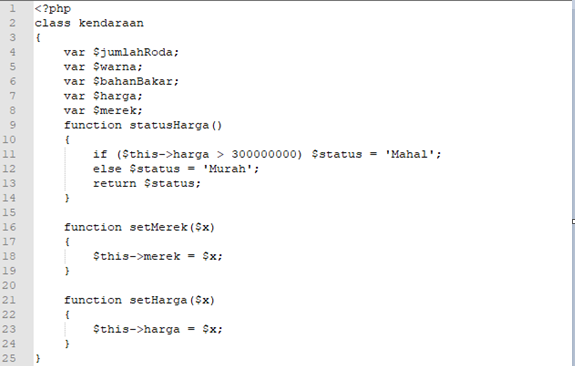 1 <?php
2 class kendaraan
3 {
4     var $jumlahRoda;
5     var $warna;
6     var $bahanBakar;
7     var $harga;
8     var $merek;
9     function statusHarga()
10     {
11         if ($this->harga > 300000000) $status = 'Mahal';
12         else $status = 'Murah';
13         return $status;
14     }
15
16     function setMerek($x)
17     {
18         $this->merek = $x;
19     }
20
21     function setHarga($x)
22     {
23         $this->harga = $x;
24     }
25 }